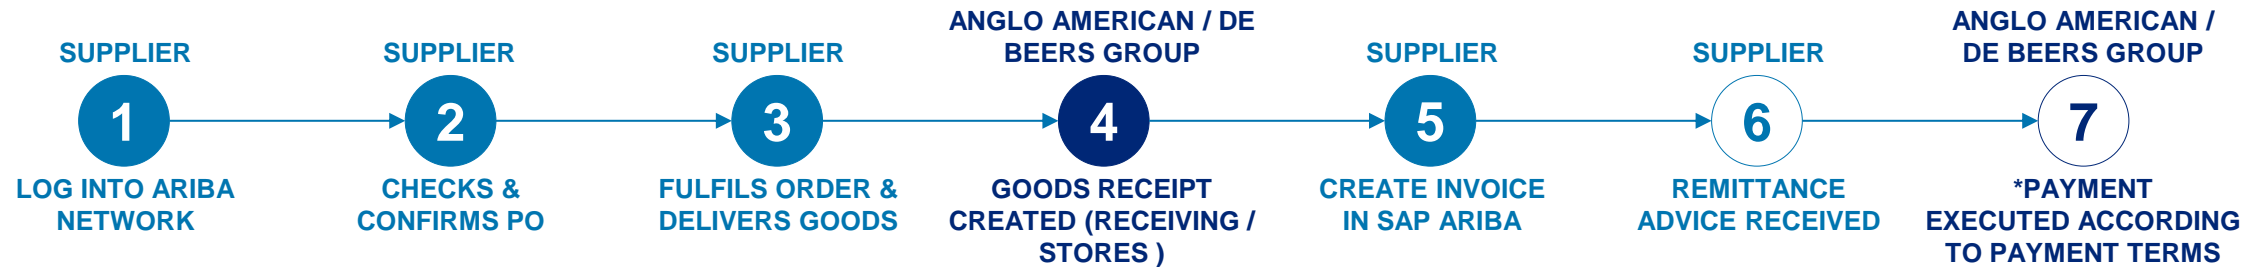 SUPPLIER
1
LOG INTO ARIBA
NETWORK
SUPPLIER
2
CHECKS &
CONFIRMS PO
SUPPLIER
3
FULFILS ORDER &
DELIVERS GOODS
ANGLO AMERICAN / DE
BEERS GROUP
4
GOODS RECEIPT
CREATED (RECEIVING /
STORES )
SUPPLIER
5
CREATE INVOICE
IN SAP ARIBA
SUPPLIER
6
REMITTANCE
ADVICE RECEIVED
ANGLO AMERICAN /
DE BEERS GROUP
7
*PAYMENT
EXECUTED ACCORDING
TO PAYMENT TERMS